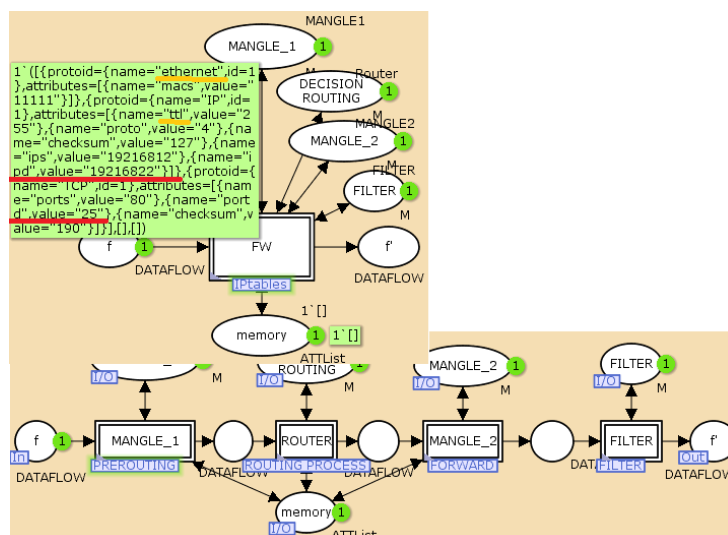 MANGLE1
MANGLE_1
1
M
1`([{protoid={name="ethernet",id=1
},attributes=[{name="macs",value="
11111"}]},{protoid={name="IP",id=
1},attributes=[{name="ttl",value="2
55"},{name="proto",value="4"},{na
me="checksum",value="127"},{name
="ips",value="19216812"},{name="i
pd",value="19216822"}]},{protoid={
name="TCP",id=1},attributes=[{nam
e="ports",value="80"},{name="port
d",value="25"},{name="checksum",v
alue="190"}]}],[],[])
Router
DECISION
ROUTING
1
M
MANGLE2
MANGLE_2
1
M
FILTER
FILTER
1
M
f
1
DATAFLOW
FW
IPtables
f'
DATAFLOW
1`[]
memory
1
1`[]
ATTList
I/O
M
ROUTING
I/O
M
MANGLE_2
1
I/O
M
FILTER
1
I/O
M
f
1
In
DATAFLOW
MANGLE_1
PREROUTING
DATAFLOW
ROUTER
ROUTING PROCESS
DATAFLOW
MANGLE_2
FORWARD
FILTER
FILTER
f'
Out
DATAFLOW
memory
1
I/O
ATTList